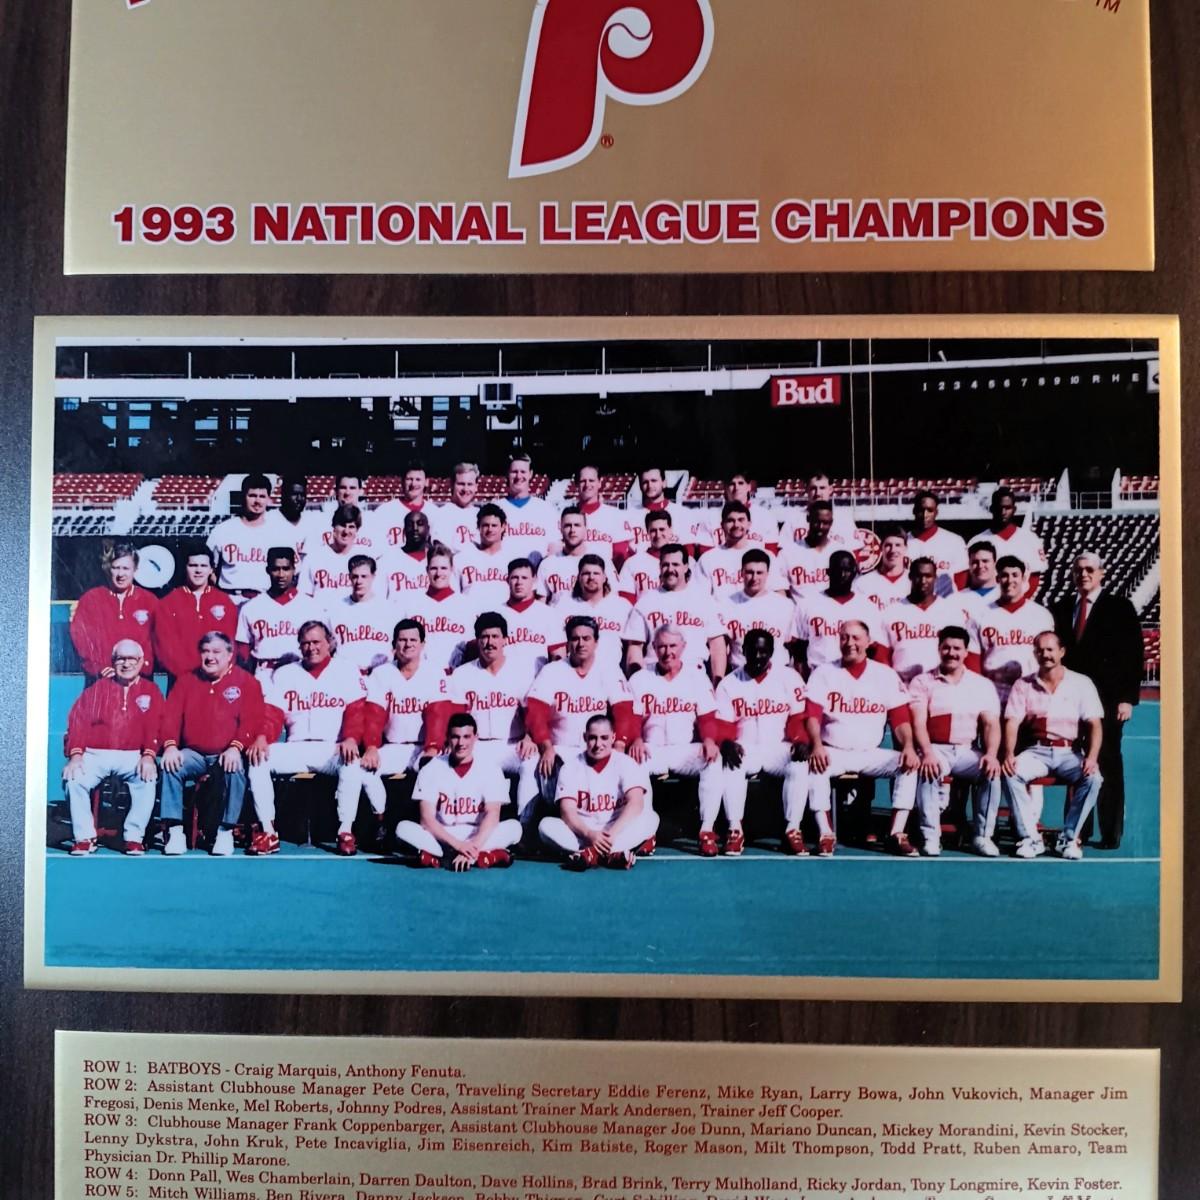 TM
P
®
1993 NATIONAL LEAGUE CHAMPIONS
Bud
1 2 3 4 5 6 7 8 9 10 R H E
Phillies
ROW 1: BATBOYS - Craig Marquis, Anthony Fenuta.
ROW 2: Assistant Clubhouse Manager Pete Cera, Traveling Secretary Eddie Ferenz, Mike Ryan, Larry Bowa, John Vukovich, Manager Jim
Fregosi, Denis Menke, Mel Roberts, Johnny Podres, Assistant Trainer Mark Andersen, Trainer Jeff Cooper.
ROW 3: Clubhouse Manager Frank Coppenbarger, Assistant Clubhouse Manager Joe Dunn, Mariano Duncan, Mickey Morandini, Kevin Stocker,
Lenny Dykstra, John Kruk, Pete Incaviglia, Jim Eisenreich, Kim Batiste, Roger Mason, Milt Thompson, Todd Pratt, Ruben Amaro, Team
Physician Dr. Phillip Marone.
ROW 4: Donn Pall, Wes Chamberlain, Darren Daulton, Dave Hollins, Brad Brink, Terry Mulholland, Ricky Jordan, Tony Longmire, Kevin Foster.
ROW 5: Mitch Williams, Ben Rivera, Danny Jackson, Bobby Thigpen, Curt Schilling, David West,